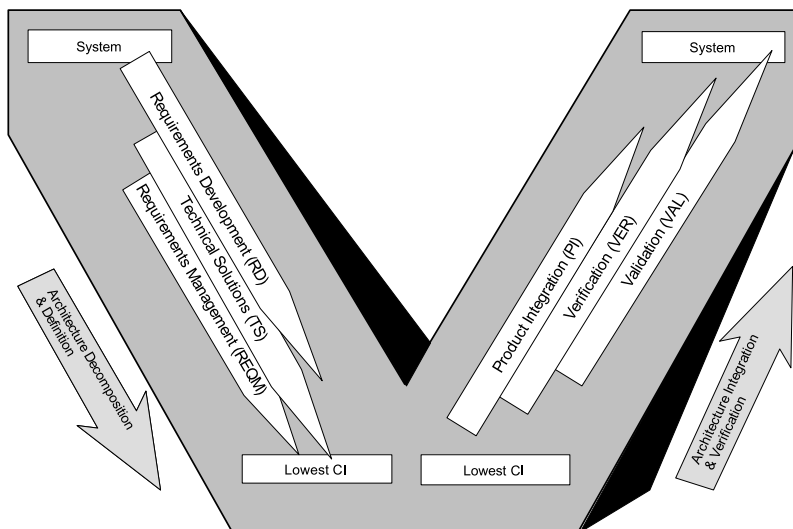 System
System
Requirements Development (RD)
Technical Solutions (TS)
Requirements Management (REQM)
Product Integration (PI)
Verification (VER)
Validation (VAL)
Architecture Decomposition
& Definition
Architecture Integration
& Verification
Lowest CI
Lowest CI